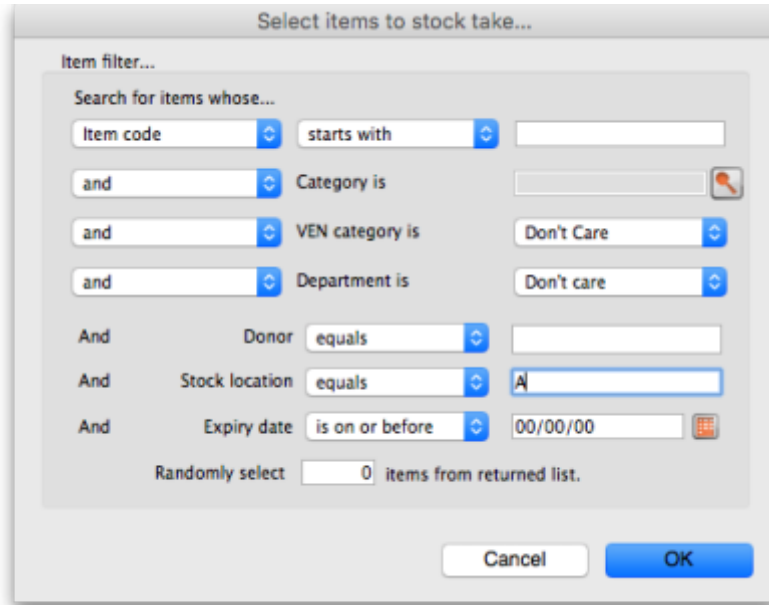 Select items to stock take...
Item filter...
Search for items whose...
Item code starts with
and Category is
and VEN category is Don't Care
and Department is Don't care
And Donor equals
And Stock location equals A
And Expiry date is on or before 00/00/00
Randomly select 0 items from returned list.
Cancel OK